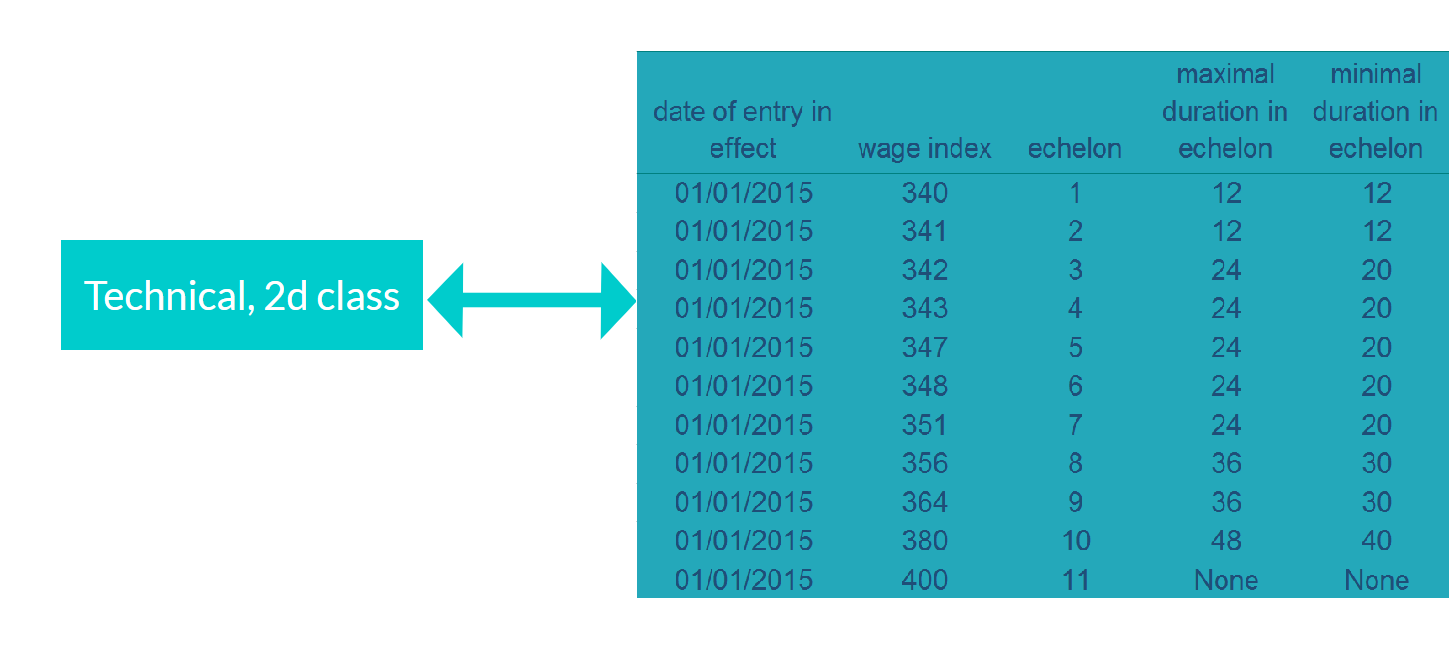 Technical, 2d class
maximal minimal
date of entry in duration in duration in
effect wage index echelon echelon echelon
01/01/2015 340 1 12 12
01/01/2015 341 2 12 12
01/01/2015 342 3 24 20
01/01/2015 343 4 24 20
01/01/2015 347 5 24 20
01/01/2015 348 6 24 20
01/01/2015 351 7 24 20
01/01/2015 356 8 36 30
01/01/2015 364 9 36 30
01/01/2015 380 10 48 40
01/01/2015 400 11 None None